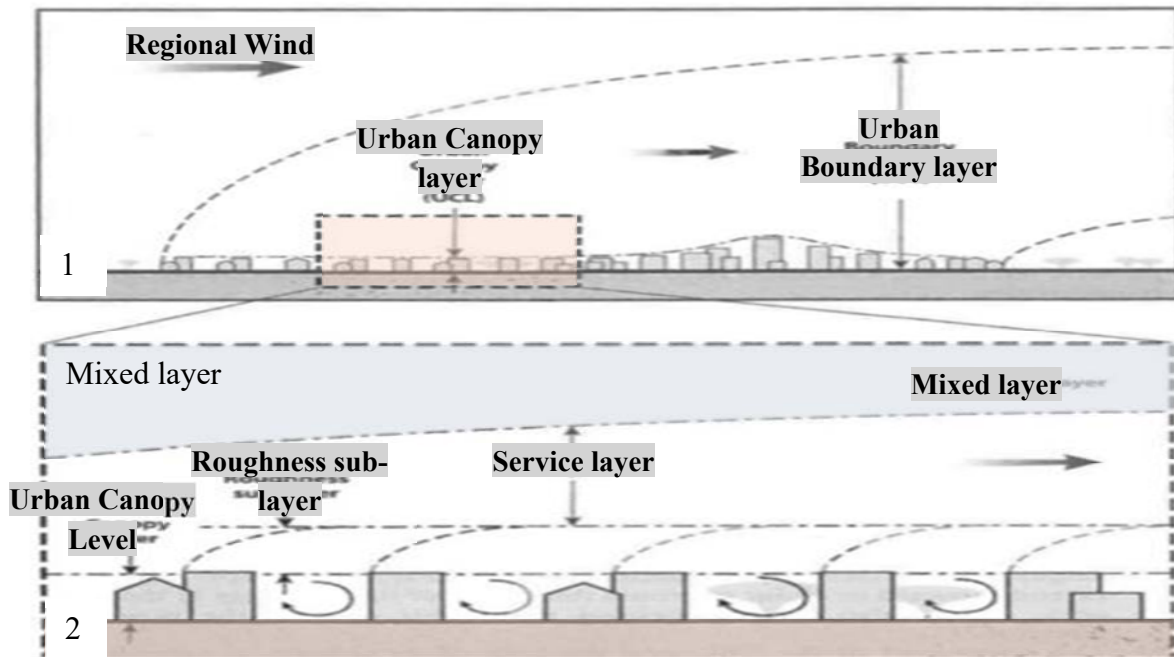 Regional Wind
Urban Canopy
layer
(UCL)
Urban
Boundary layer
1
Mixed layer
Mixed layer
Roughness sub-
layer
Service layer
Urban Canopy
Level
2